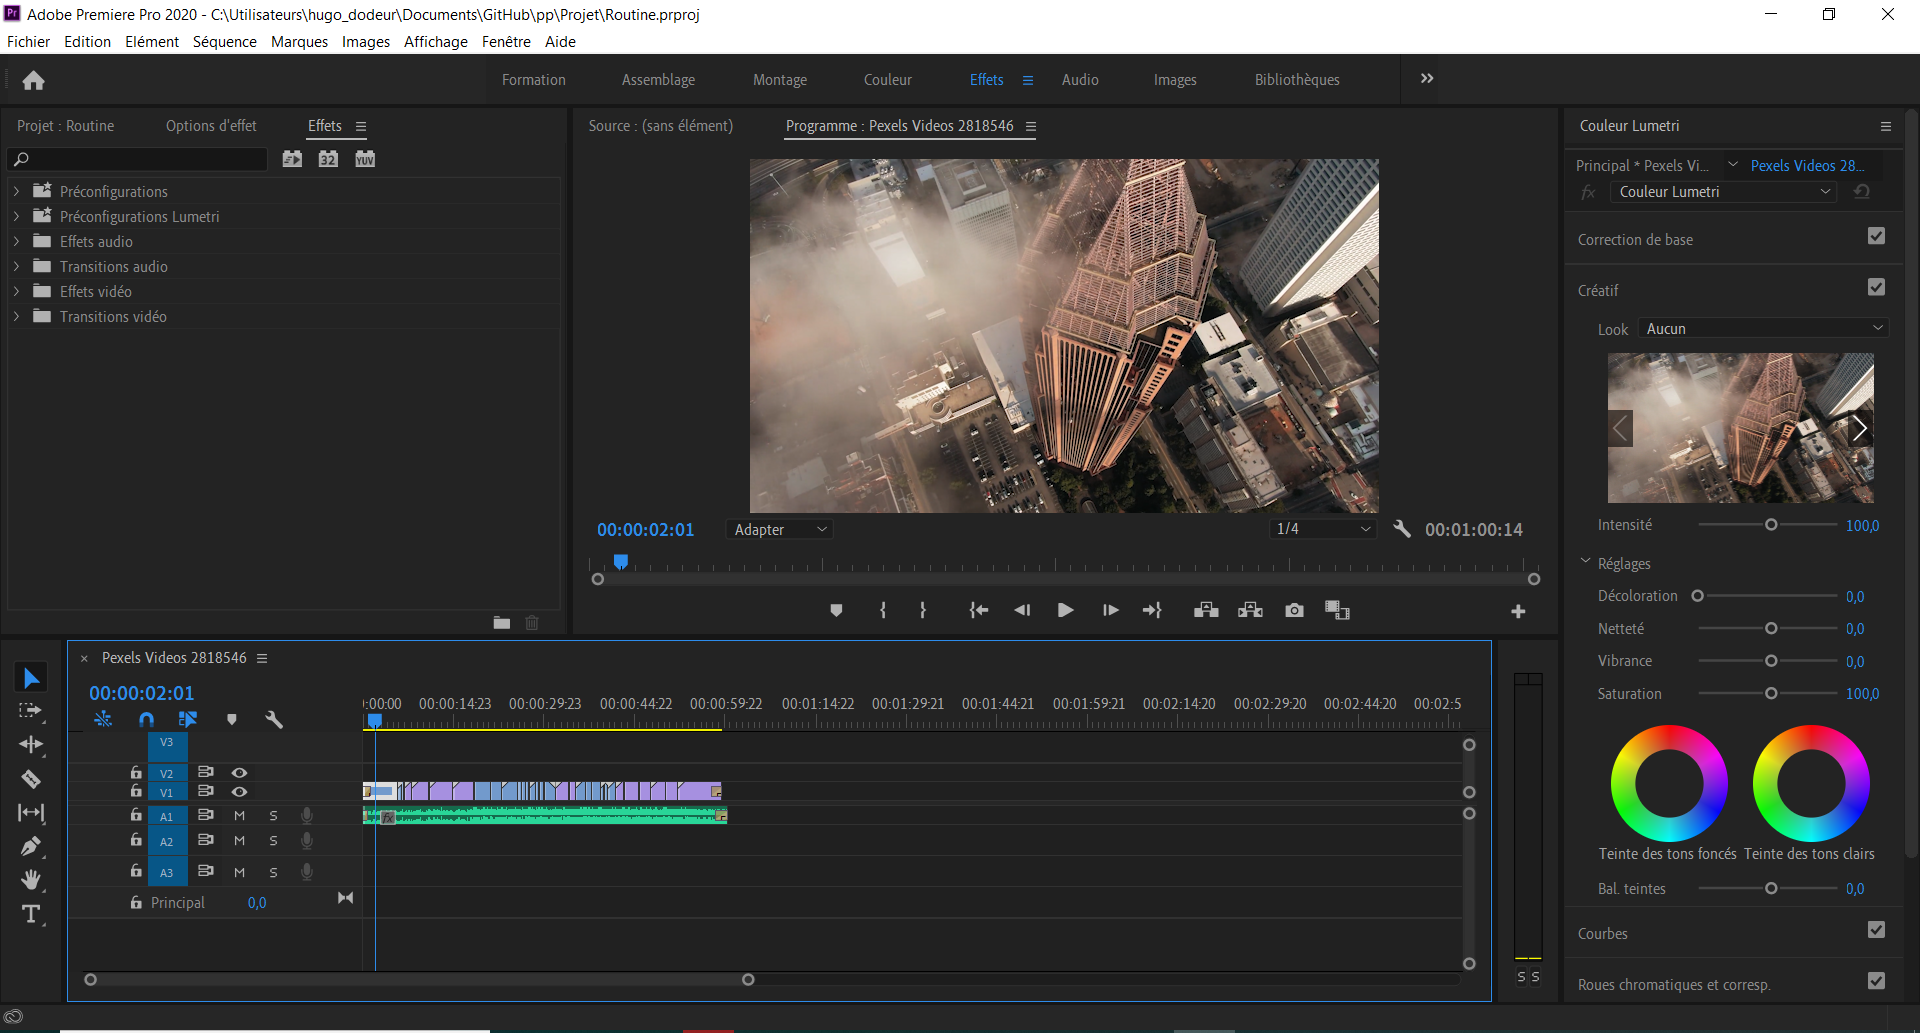 Adobe Premiere Pro 2020 - C:\Utilisateurs\hugo_dodeur\Documents\GitHub\pp\Projet\Routine.prproj
Fichier Edition Elément Séquence Marques Images Affichage Fenêtre Aide
Formation Assemblage Montage Couleur Effets Audio Images Bibliothèques
Projet : Routine Options d'effet Effets
32 YUV
Préconfigurations
Préconfigurations Lumetri
Effets audio
Transitions audio
Effets vidéo
Transitions vidéo
Source : (sans élément) Programme : Pexels Videos 2818546
00:00:02:01 Adapter 1/4 00:01:00:14
Couleur Lumetri
Principal * Pexels Vi... Pexels Videos 28...
fx Couleur Lumetri
Correction de base
Créatif
Look Aucun
Intensité 100,0
Réglages
Décoloration 0,0
Netteté 0,0
Vibrance 0,0
Saturation 100,0
Teinte des tons foncés Teinte des tons clairs
Bal. teintes 0,0
Courbes
Roues chromatiques et corresp.
× Pexels Videos 2818546
00:00:02:01
:00:00 00:00:14:23 00:00:29:23 00:00:44:22 00:00:59:22 00:01:14:22 00:01:29:21 00:01:44:21 00:01:59:21 00:02:14:20 00:02:29:20 00:02:44:20 00:02:5
V3
V2
V1
A1 M S fx
A2 M S
A3 M S
Principal 0,0
S S